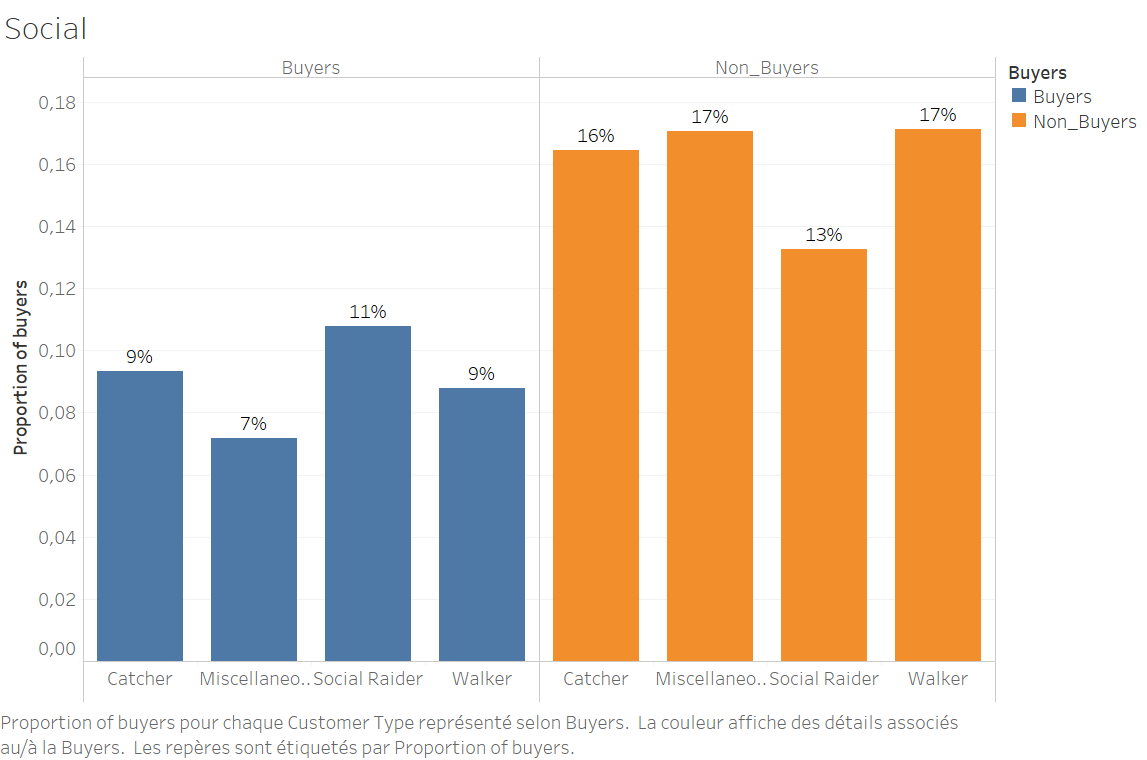 Social
Buyers Non_Buyers
Buyers
Buyers
Non_Buyers
Proportion of buyers
0,18
0,16
0,14
0,12
0,10
0,08
0,06
0,04
0,02
0,00
9% 7% 11% 9% 16% 17% 13% 17%
Catcher Miscellaneo.. Social Raider Walker Catcher Miscellaneo.. Social Raider Walker
Proportion of buyers pour chaque Customer Type représenté selon Buyers. La couleur affiche des détails associés
au/à la Buyers. Les repères sont étiquetés par Proportion of buyers.